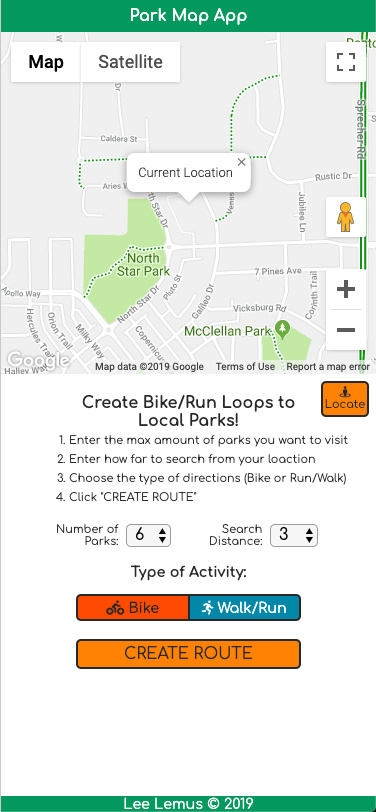 Park Map App
Map
Satellite
Pento
Sprecher Rd
Dr
Caldera St
Aries W
Current Location
Star Dr
Veness
Rustic Dr
Jubilee Ln
North
Star Park
7 Pines Ave
Pluto St
Galileo Dr
North Star Dr
Apollo Way
Orion Trail
Hercules Trail
Milky Way
Copernicus
Vicksburg Rd
Corinth Trail
McClellan Park
Halley Way
Google
Map data ©2019 Google
Terms of Use
Report a map error
Locate
Create Bike/Run Loops to
Local Parks!
1. Enter the max amount of parks you want to visit
2. Enter how far to search from your loaction
3. Choose the type of directions (Bike or Run/Walk)
4. Click "CREATE ROUTE"
Number of
Parks:
6
Search
Distance:
3
Type of Activity:
Bike
Walk/Run
CREATE ROUTE
Lee Lemus © 2019